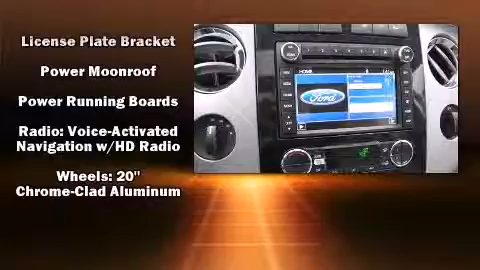 License Plate Bracket
Power Moonroof
Power Running Boards
Radio: Voice-Activated
Navigation w/HD Radio
Wheels: 20"
Chrome-Clad Aluminum
HOME
Ford